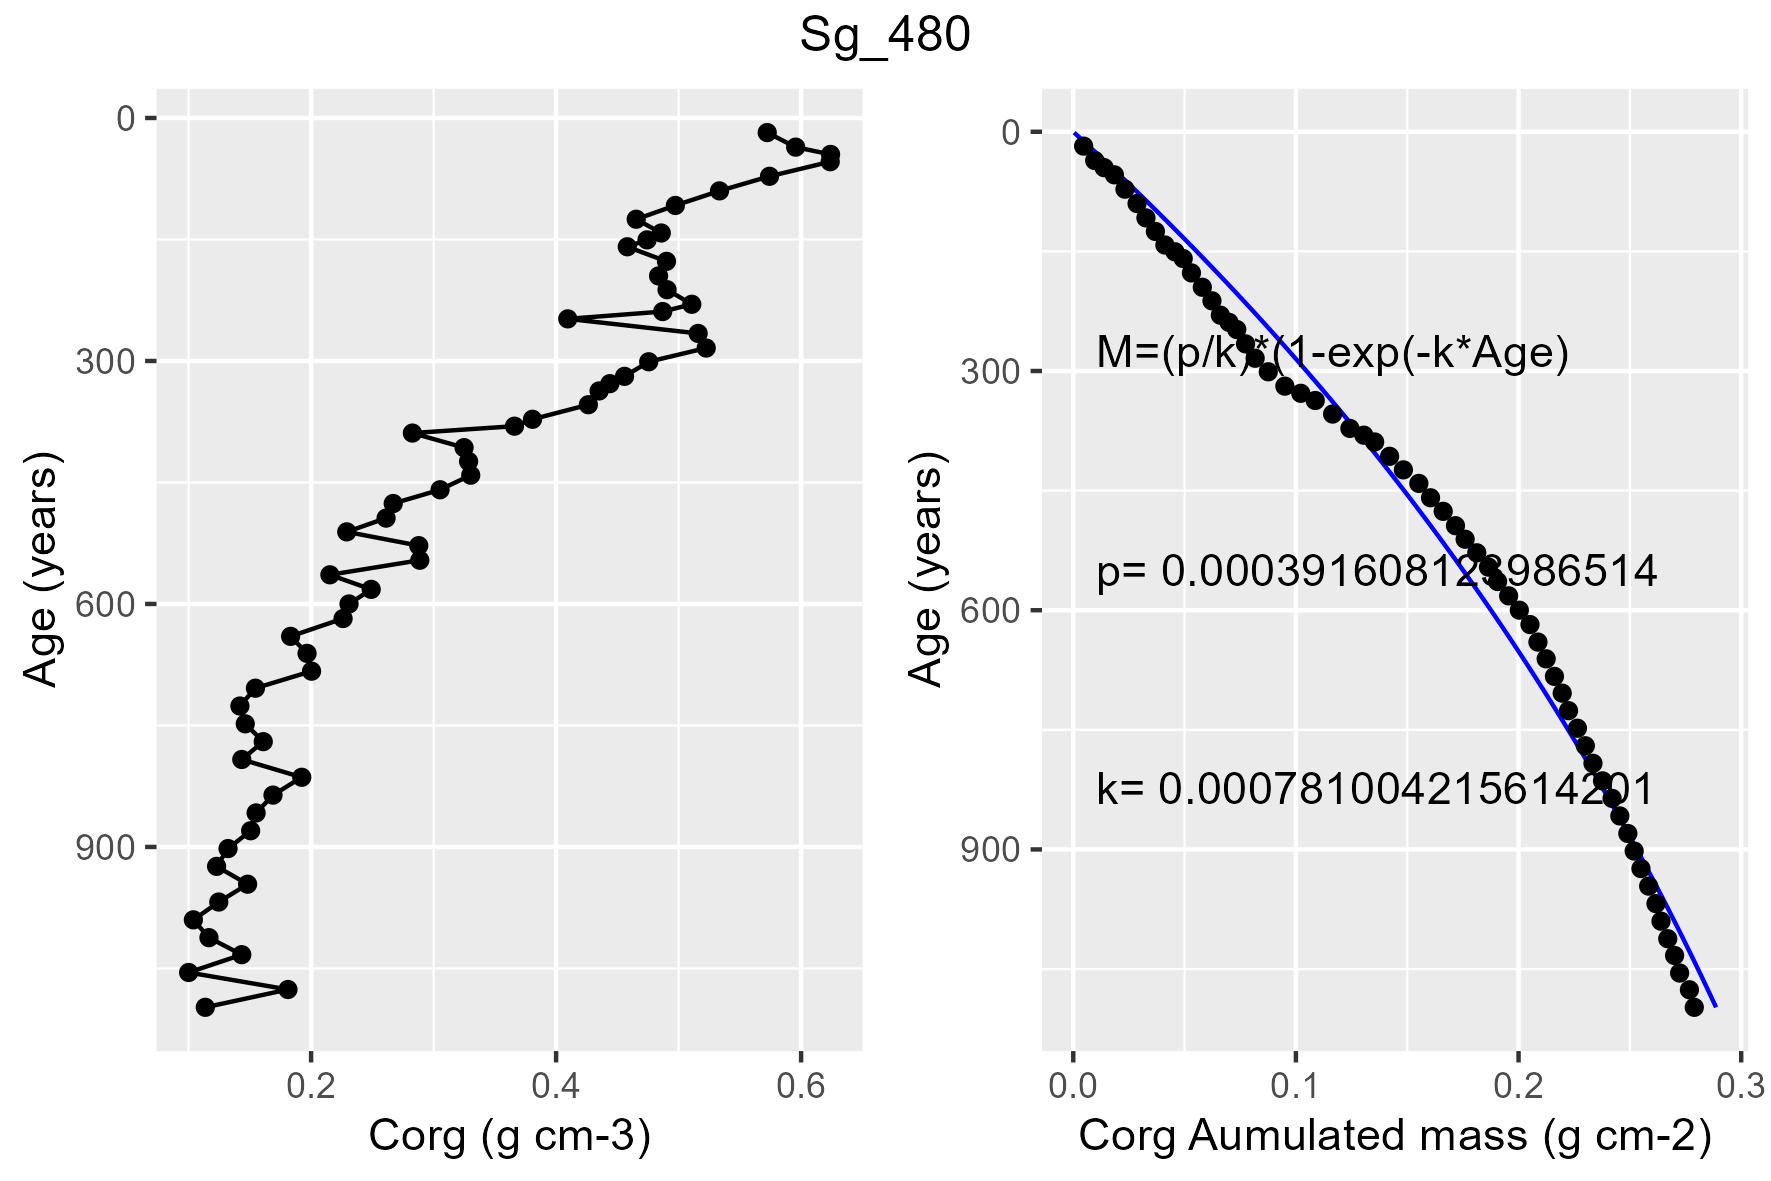 Sg_480
0
300
600
900
Age (years)
0.2 0.4 0.6
Corg (g cm-3)
0
300
600
900
Age (years)
M=(p/k)*(1-exp(-k*Age)
p=
k= 0.000781004215614201
0.0 0.1 0.2 0.3
Corg Aumulated mass (g cm-2)